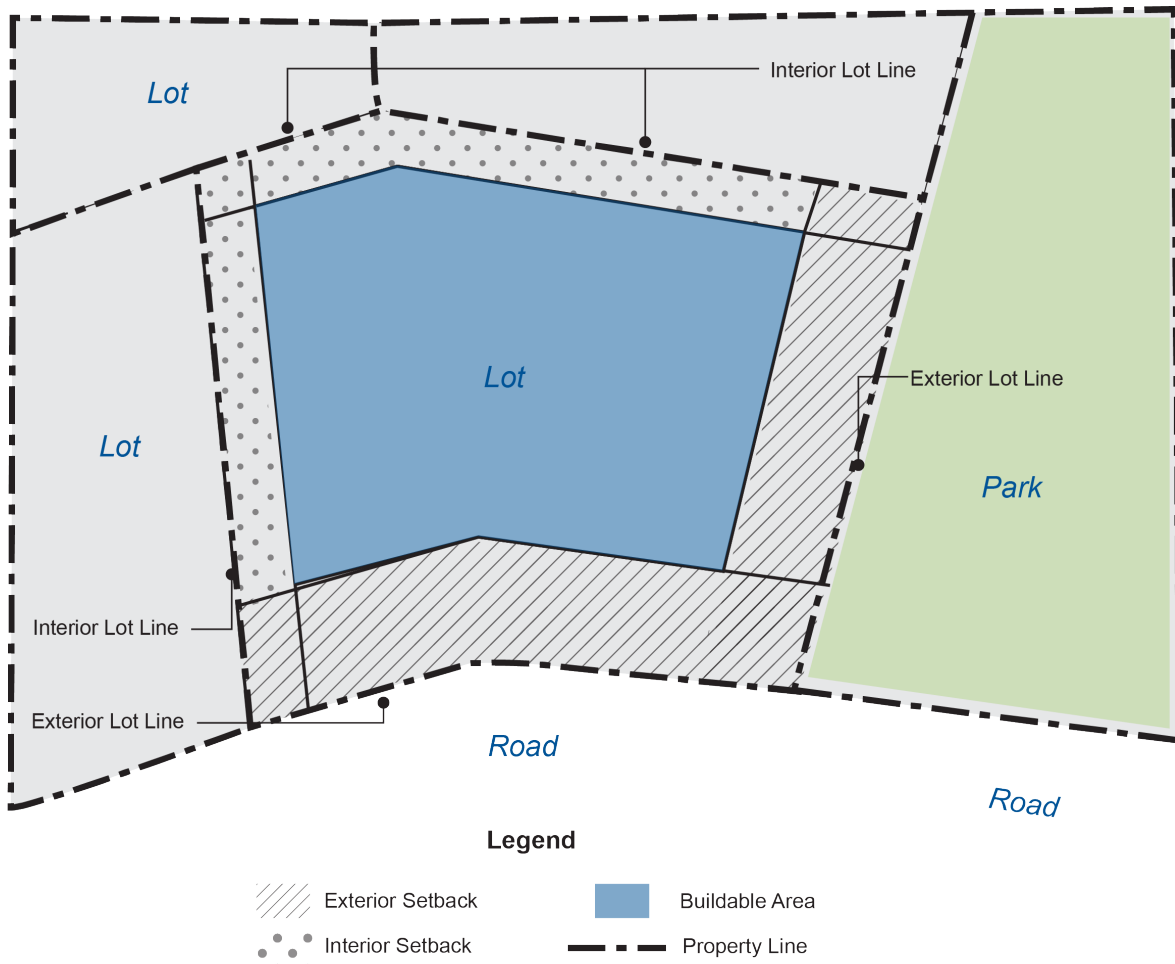 Interior Lot Line
Lot
Lot
Exterior Lot Line
Lot
Park
Interior Lot Line
Exterior Lot Line
Road
Road
Legend
Exterior Setback
Buildable Area
Interior Setback
Property Line